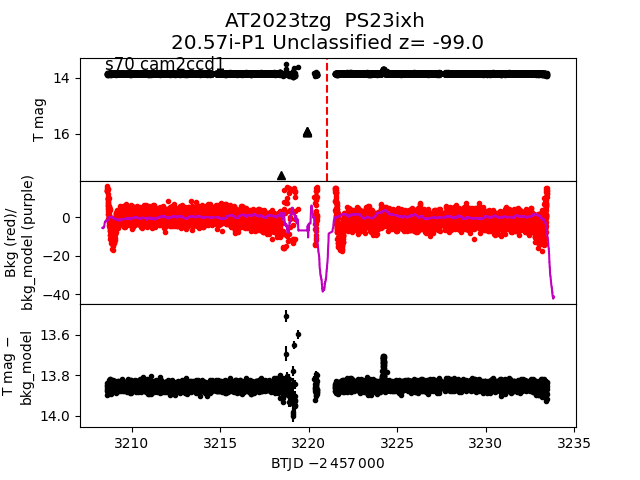 AT2023tzg  PS23ixh
20.57i-P1 Unclassified z= -99.0
s70 cam2ccd1
T mag
14
16
Bkg (red)/
bkg_model (purple)
0
−20
−40
T mag −
bkg_model
13.6
13.8
14.0
3210
3215
3220
3225
3230
3235
BTJD −2 457 000